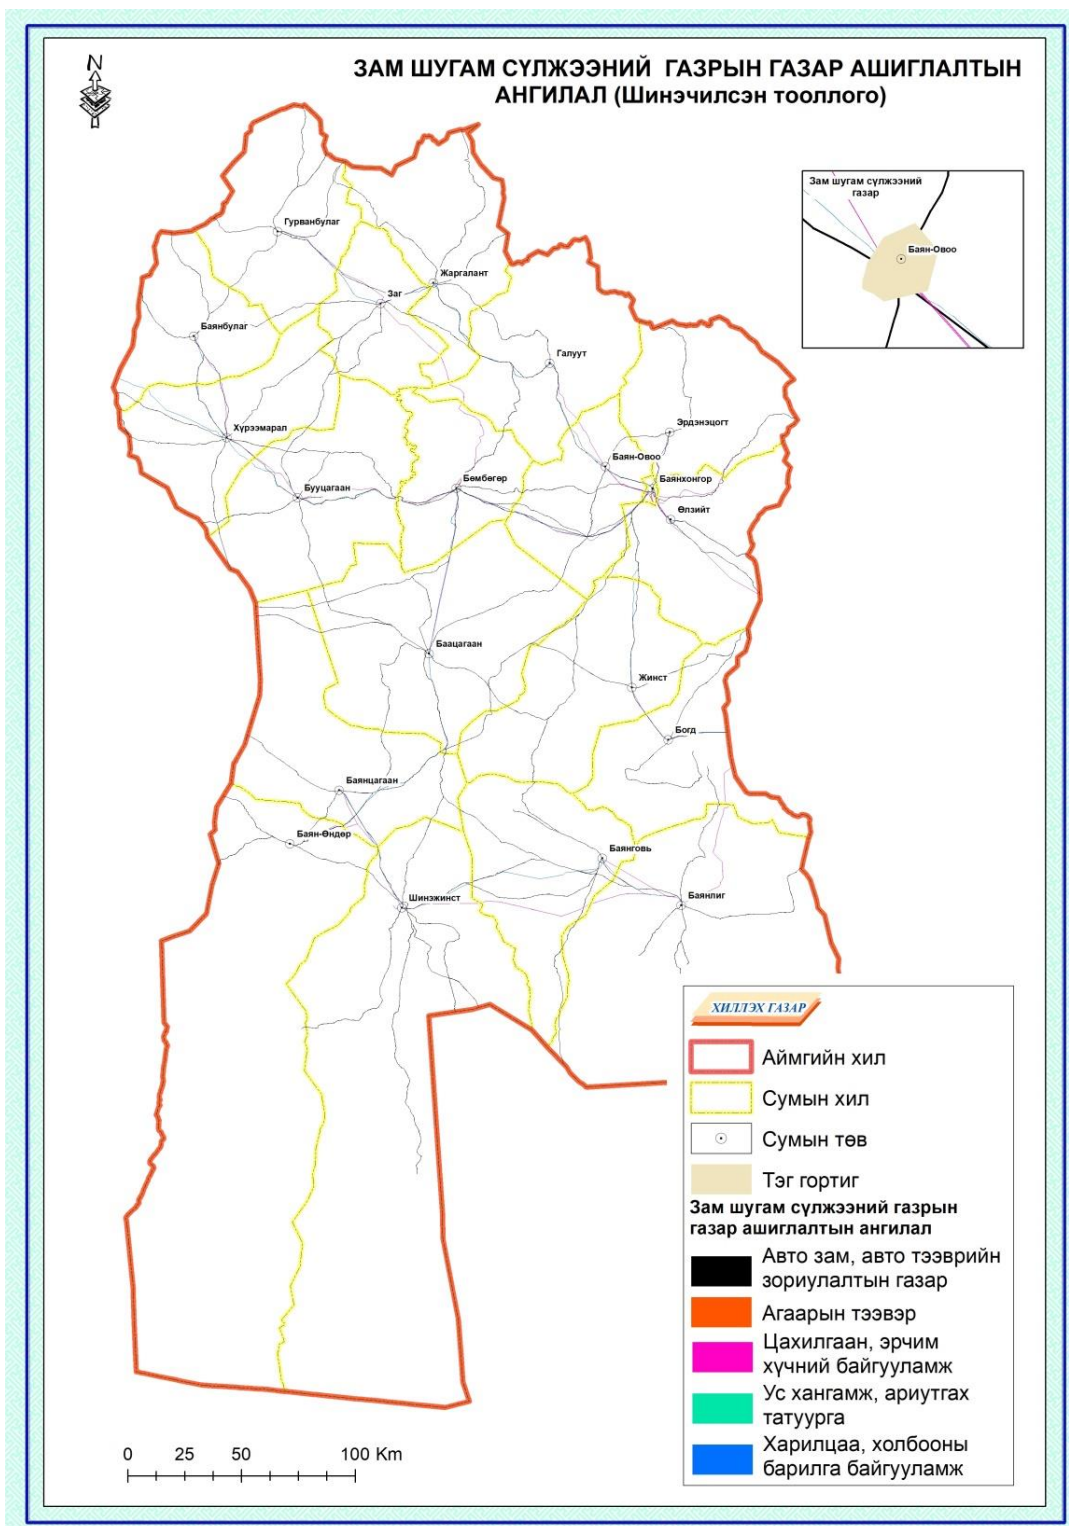 N
ЗАМ ШУГАМ СҮЛЖЭЭНИЙ ГАЗРЫН ГАЗАР АШИГЛАЛТЫН
АНГИЛАЛ (Шинэчилсэн тооллого)
Зам шугам сүлжээний
газар
Баян-Овоо
Гурванбулаг
Жаргалант
Заг
Баянбулаг
Галуут
Эрдэнэцогт
Хүрээмарал
Баян-Овоо
Бууцагаан
Бөмбөгөр
Баянхонгор
Өлзийт
Баацагаан
Жинст
Богд
Баянцагаан
Баян-Өндөр
Баянговь
Шинэжинст
Баянлиг
ХИЛЛЭХ ГАЗАР
Аймгийн хил
Сумын хил
Сумын төв
Тэг гортиг
Зам шугам сүлжээний газрын
газар ашиглалтын ангилал
Авто зам, авто тээврийн
зориулалтын газар
Агаарын тээвэр
Цахилгаан, эрчим
хүчний байгууламж
Ус хангамж, ариутгах
татуурга
Харилцаа, холбооны
барилга байгууламж
0 25 50 100 Km